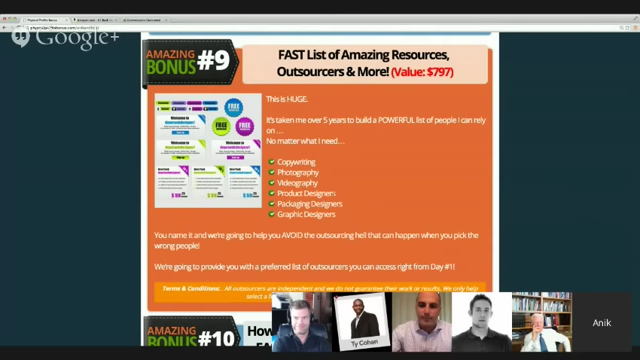 Google+
AMAZING
BONUS #9
FAST List of Amazing Resources,
Outsourcers & More! (Value: $797)
This is HUGE.
It's taken me over 5 years to build a POWERFUL list of people I can rely
on ...
No matter what I need...
Copywriting
Photography
Videography
Product Designers
Packaging Designers
Graphic Designers
You name it and we're going to help you AVOID the outsourcing hell that can happen when you pick the
wrong people!
We're going to provide you with a preferred list of outsourcers you can access right from Day #1!
Terms & Conditions: All outsourcers are independent and we do not guarantee their work or results. We only help
select a
AMAZING
BONUS #10
How
Ty Cohan
Anik